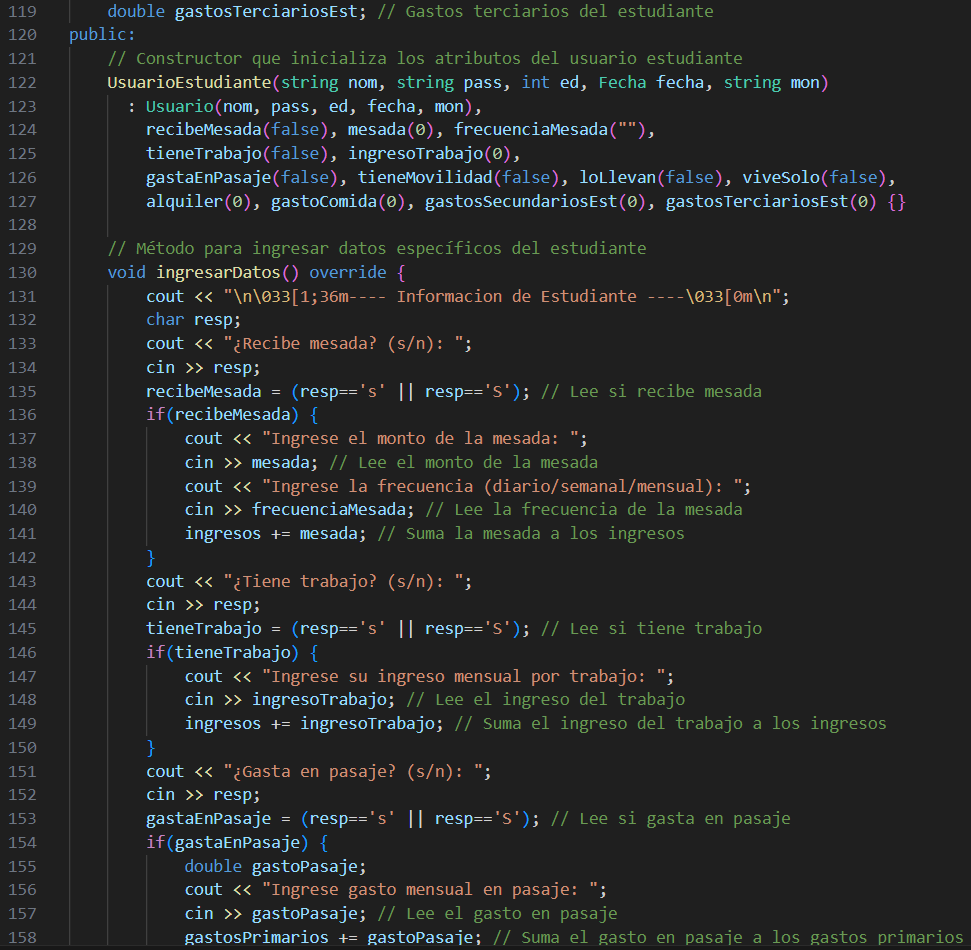 119 double gastosTerciariosEst; // Gastos terciarios del estudiante
120 public:
121 // Constructor que inicializa los atributos del usuario estudiante
122 UsuarioEstudiante(string nom, string pass, int ed, Fecha fecha, string mon)
123 : Usuario(nom, pass, ed, fecha, mon),
124 recibeMesada(false), mesada(0), frecuenciaMesada(""),
125 tieneTrabajo(false), ingresoTrabajo(0),
126 gastaEnPasaje(false), tieneMovilidad(false), loLlevan(false), viveSolo(false),
127 alquiler(0), gastoComida(0), gastosSecundariosEst(0), gastosTerciariosEst(0) {}
128
129 // Método para ingresar datos específicos del estudiante
130 void ingresarDatos() override {
131 cout << "\n\033[1;36m---- Informacion de Estudiante ----\033[0m\n";
132 char resp;
133 cout << "¿Recibe mesada? (s/n): ";
134 cin >> resp;
135 recibeMesada = (resp=='s' || resp=='S'); // Lee si recibe mesada
136 if(recibeMesada) {
137 cout << "Ingrese el monto de la mesada: ";
138 cin >> mesada; // Lee el monto de la mesada
139 cout << "Ingrese la frecuencia (diario/semanal/mensual): ";
140 cin >> frecuenciaMesada; // Lee la frecuencia de la mesada
141 ingresos += mesada; // Suma la mesada a los ingresos
142 }
143 cout << "¿Tiene trabajo? (s/n): ";
144 cin >> resp;
145 tieneTrabajo = (resp=='s' || resp=='S'); // Lee si tiene trabajo
146 if(tieneTrabajo) {
147 cout << "Ingrese su ingreso mensual por trabajo: ";
148 cin >> ingresoTrabajo; // Lee el ingreso del trabajo
149 ingresos += ingresoTrabajo; // Suma el ingreso del trabajo a los ingresos
150 }
151 cout << "¿Gasta en pasaje? (s/n): ";
152 cin >> resp;
153 gastaEnPasaje = (resp=='s' || resp=='S'); // Lee si gasta en pasaje
154 if(gastaEnPasaje) {
155 double gastoPasaje;
156 cout << "Ingrese gasto mensual en pasaje: ";
157 cin >> gastoPasaje; // Lee el gasto en pasaje
158 gastosPrimarios += gastoPasaje; // Suma el gasto en pasaje a los gastos primarios